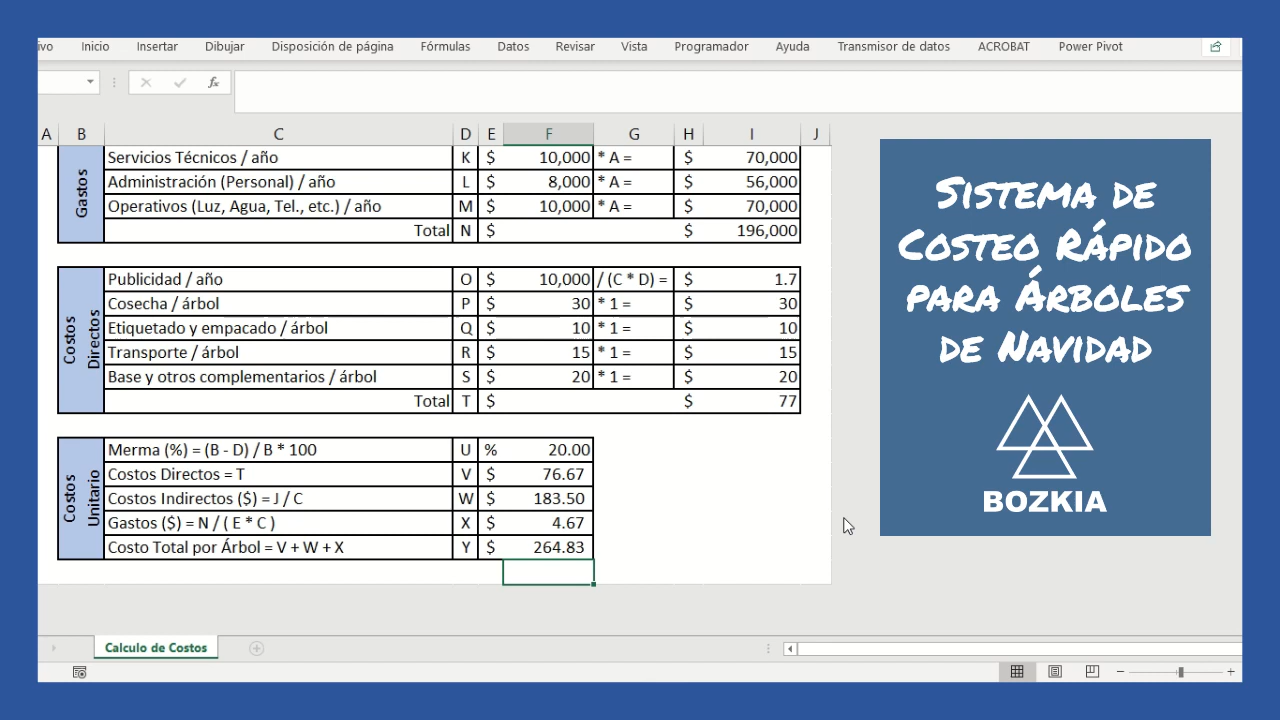 ivo Inicio Insertar Dibujar Disposición de página Fórmulas Datos Revisar Vista Programador Ayuda Transmisor de datos ACROBAT Power Pivot
fx
A B C D E F G H I J
Gastos
Servicios Técnicos / año K $ 10,000 * A = $ 70,000
Administración (Personal) / año L $ 8,000 * A = $ 56,000
Operativos (Luz, Agua, Tel., etc.) / año M $ 10,000 * A = $ 70,000
Total N $ $ 196,000
Costos
Directos
Publicidad / año O $ 10,000 / (C * D) = $ 1.7
Cosecha / árbol P $ 30 * 1 = $ 30
Etiquetado y empacado / árbol Q $ 10 * 1 = $ 10
Transporte / árbol R $ 15 * 1 = $ 15
Base y otros complementarios / árbol S $ 20 * 1 = $ 20
Total T $ $ 77
Costos
Unitario
Merma (%) = (B - D) / B * 100 U % 20.00
Costos Directos = T V $ 76.67
Costos Indirectos ($) = J / C W $ 183.50
Gastos ($) = N / ( E * C ) X $ 4.67
Costo Total por Árbol = V + W + X Y $ 264.83
Calculo de Costos
Sistema de
Costeo Rápido
para Árboles
de Navidad
BOZKIA